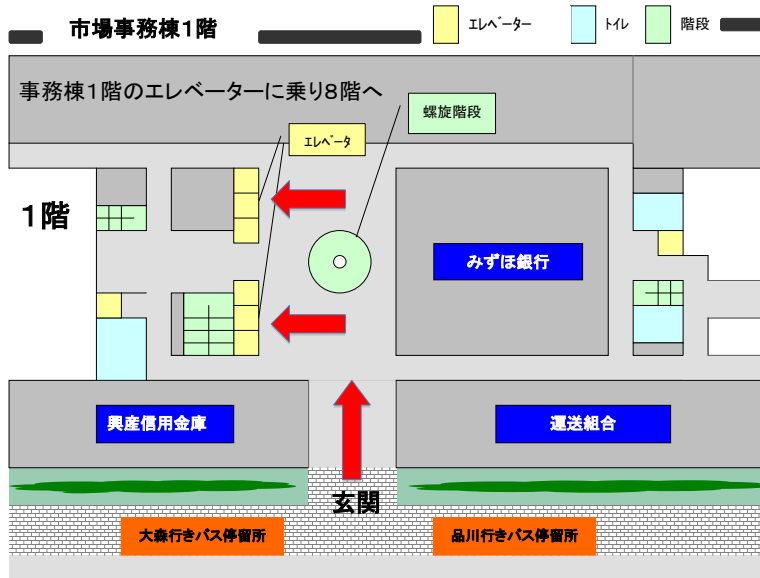 市場事務棟1階
エレベーター
トイレ
階段
事務棟1階のエレベーターに乗り8階へ
螺旋階段
エレベータ
1階
みずほ銀行
興産信用金庫
運送組合
玄関
大森行きバス停留所
品川行きバス停留所